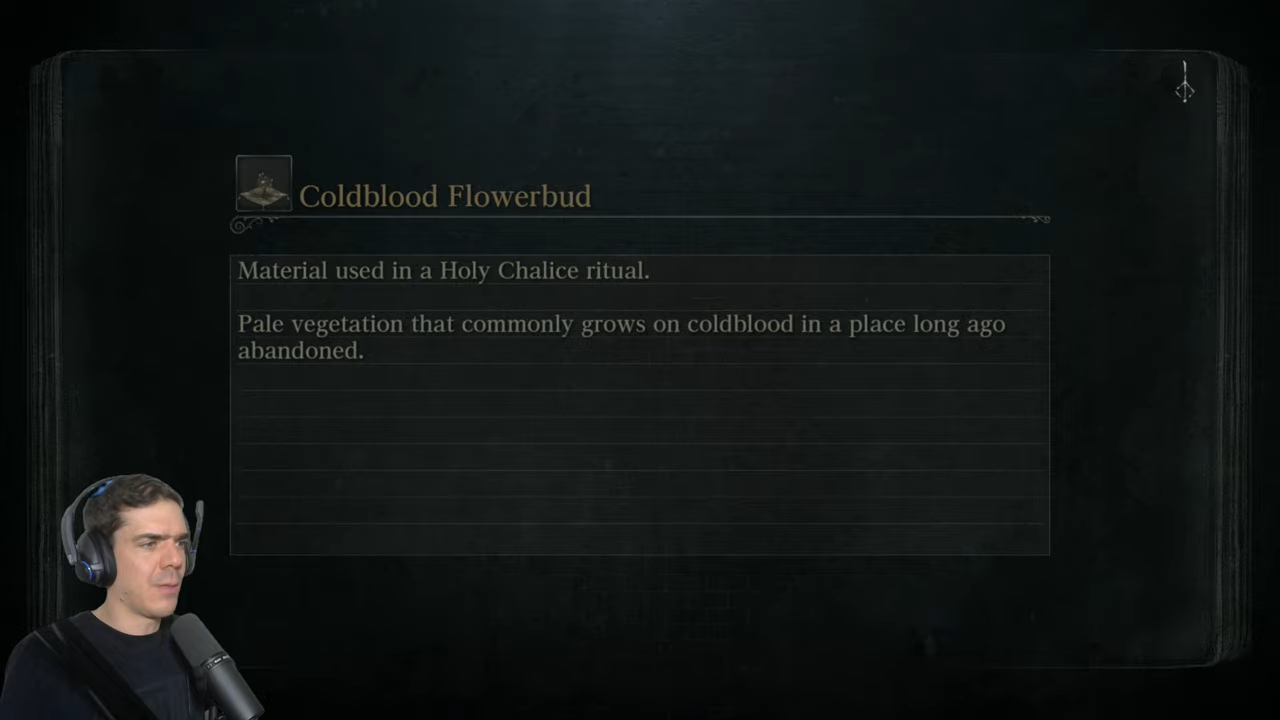 Coldblood Flowerbud
Material used in a Holy Chalice ritual.
Pale vegetation that commonly grows on coldblood in a place long ago
abandoned.